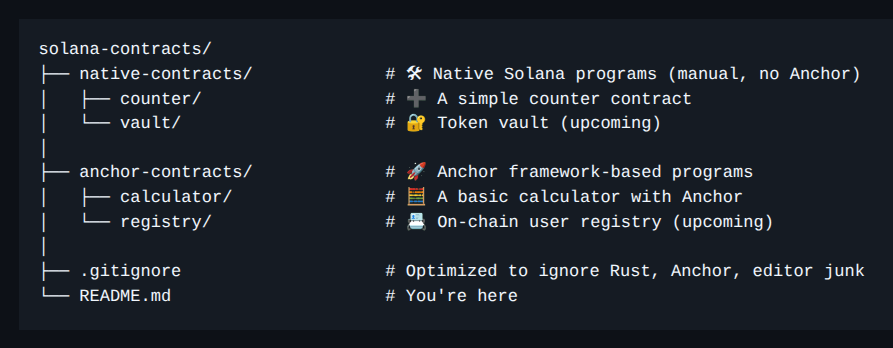 solana-contracts/
├── native-contracts/             # 🛠 Native Solana programs (manual, no Anchor)
│   ├── counter/                  # ➕ A simple counter contract
│   └── vault/                    # 🔐 Token vault (upcoming)
│
├── anchor-contracts/             # 🚀 Anchor framework-based programs
│   ├── calculator/               # 🧮 A basic calculator with Anchor
│   └── registry/                 # 📇 On-chain user registry (upcoming)
│
├── .gitignore                    # Optimized to ignore Rust, Anchor, editor junk
└── README.md                     # You're here